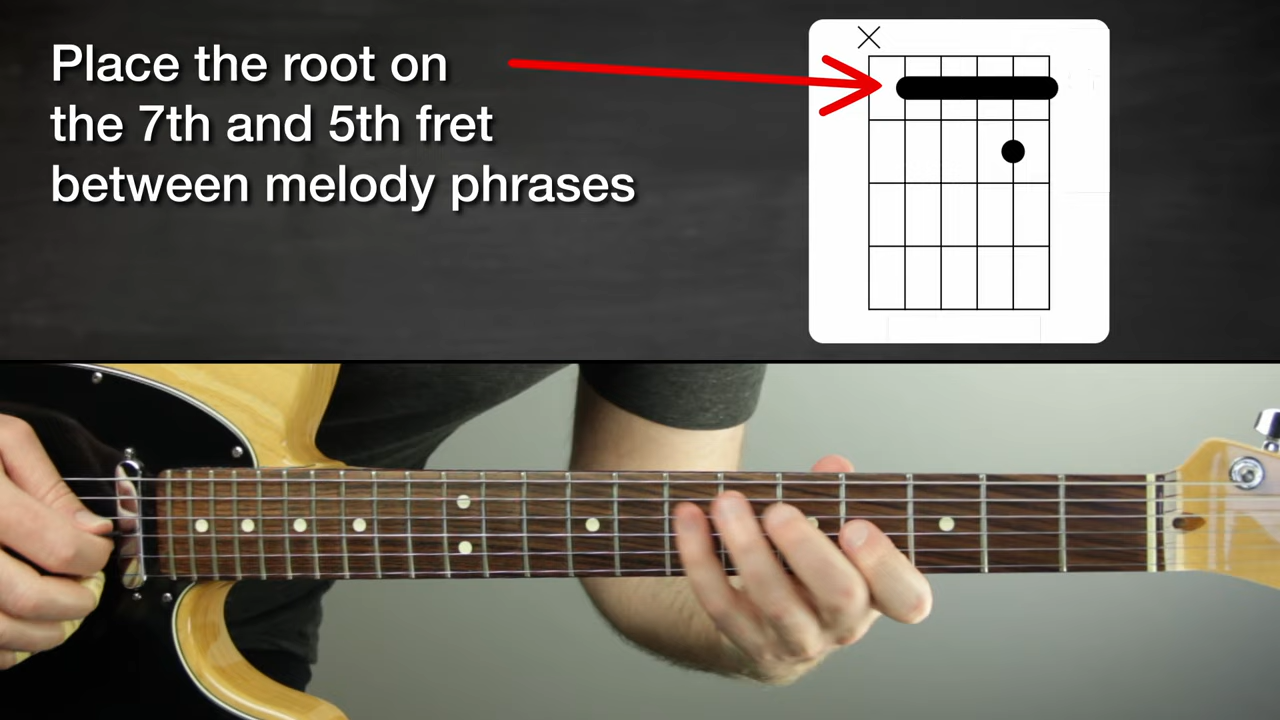 Place the root on
the 7th and 5th fret
between melody phrases
X